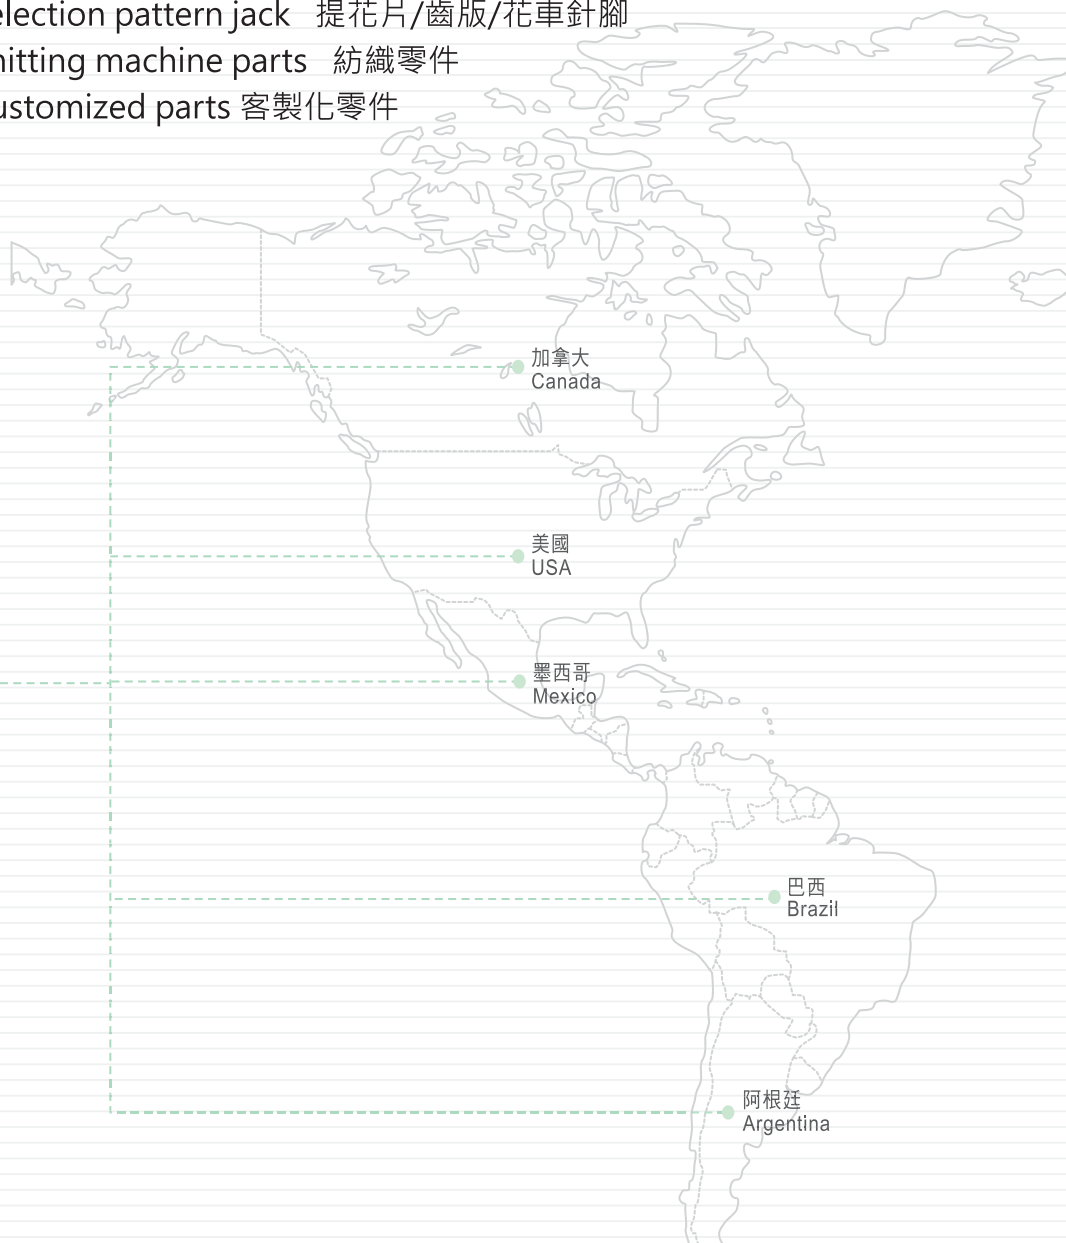 election pattern jack 提花片/齒版/花車針腳
nitting machine parts 紡織零件
ustomized parts 客製化零件
加拿大
Canada
美國
USA
墨西哥
Mexico
巴西
Brazil
阿根廷
Argentina